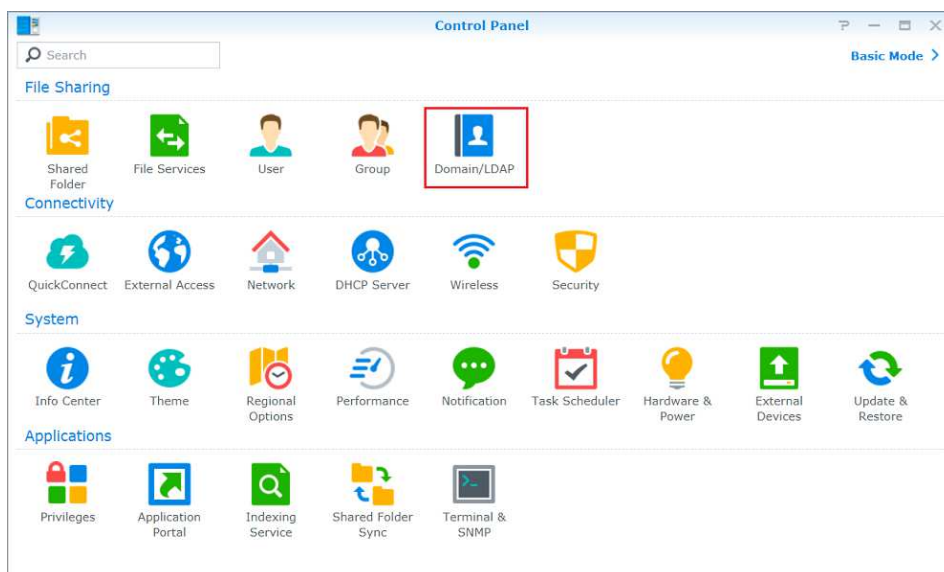 Control Panel
Search
Basic Mode
File Sharing
Shared
Folder
File Services
User
Group
Domain/LDAP
Connectivity
QuickConnect
External Access
Network
DHCP Server
Wireless
Security
System
Info Center
Theme
Regional
Options
Performance
Notification
Task Scheduler
Hardware &
Power
External
Devices
Update &
Restore
Applications
Privileges
Application
Portal
Indexing
Service
Shared Folder
Sync
Terminal &
SNMP